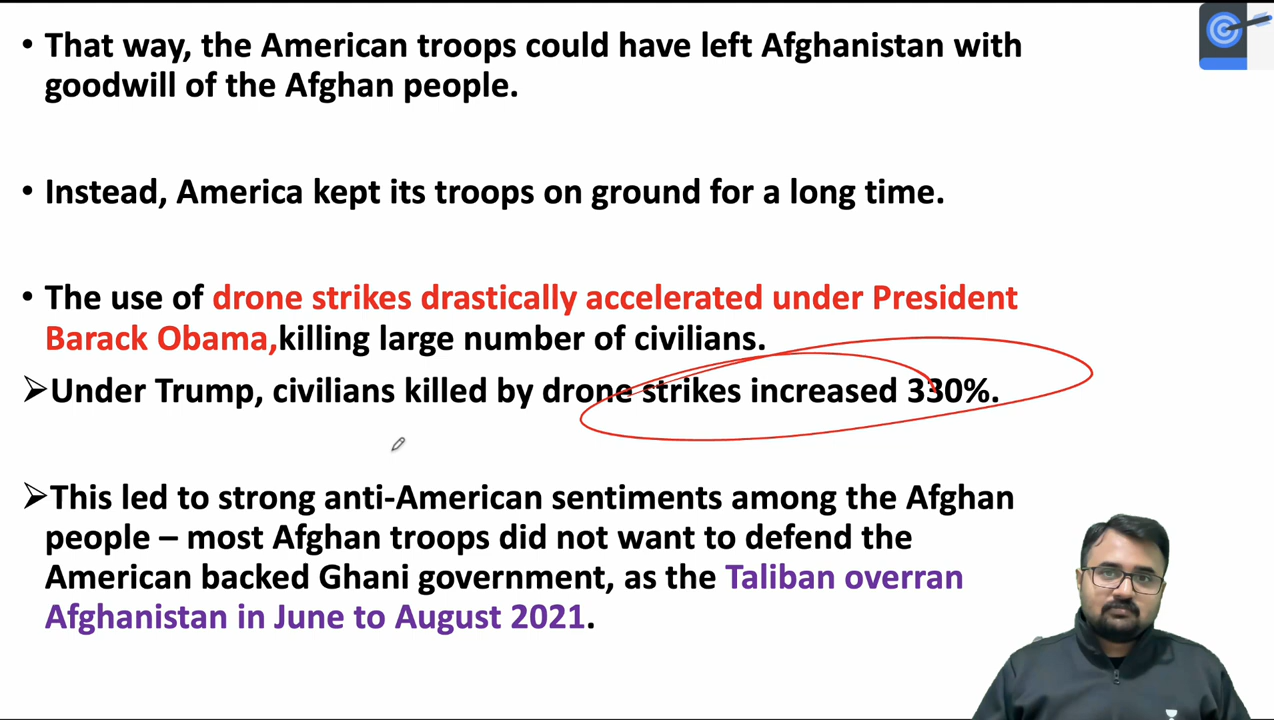 • That way, the American troops could have left Afghanistan with
goodwill of the Afghan people.
• Instead, America kept its troops on ground for a long time.
• The use of drone strikes drastically accelerated under President
Barack Obama,killing large number of civilians.
➢Under Trump, civilians killed by drone strikes increased 330%.
➢This led to strong anti-American sentiments among the Afghan
people – most Afghan troops did not want to defend the
American backed Ghani government, as the Taliban overran
Afghanistan in June to August 2021.